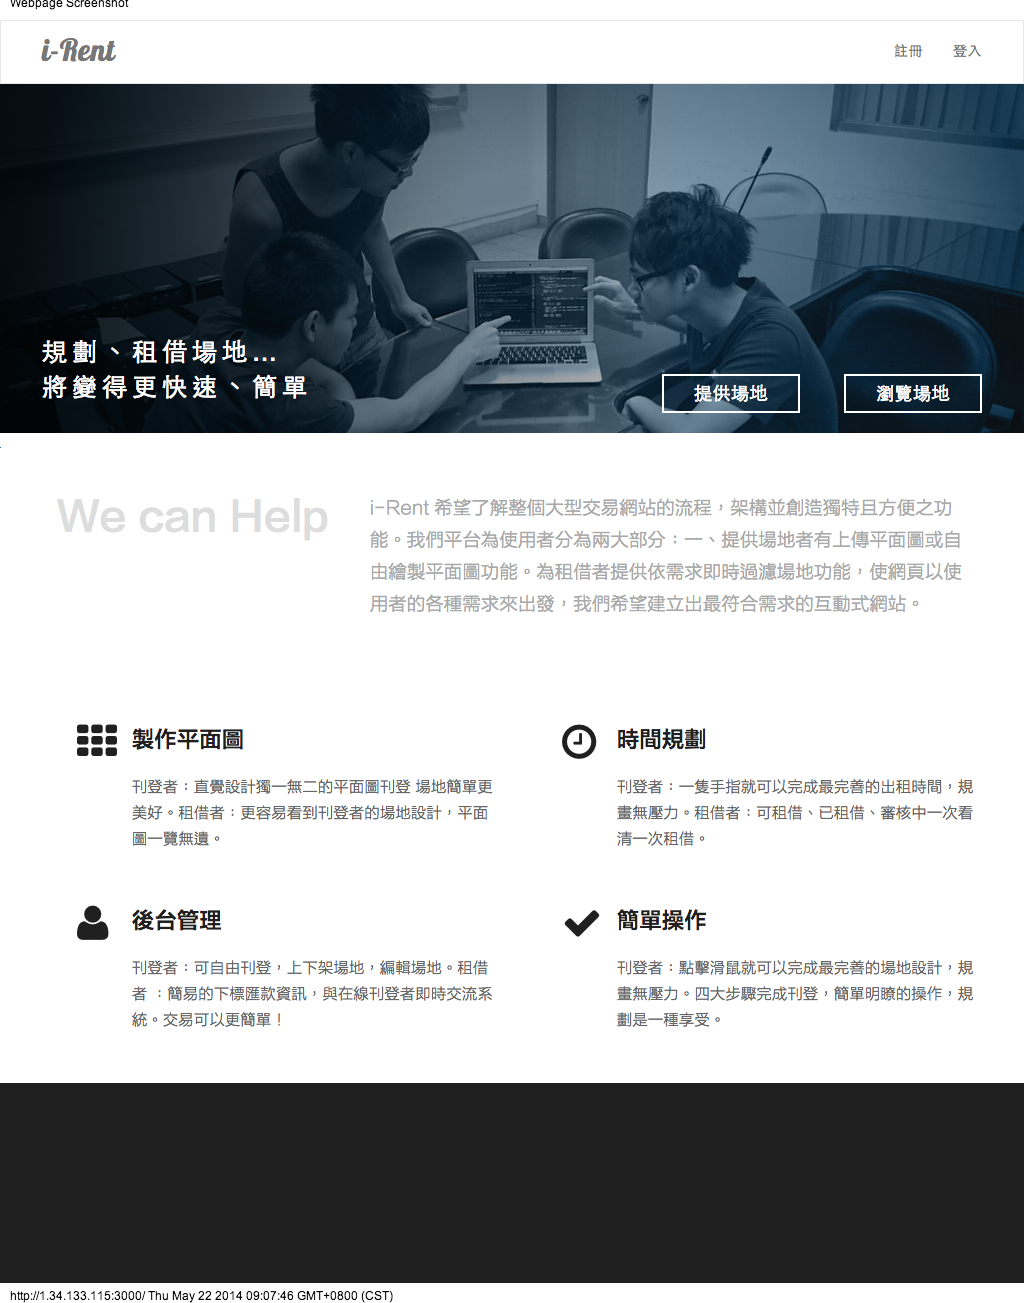 Webpage Screenshot
i-Rent
註冊 登入
規劃、租借場地...
將變得更快速、簡單
提供場地 瀏覽場地
We can Help
i-Rent 希望了解整個大型交易網站的流程，架構並創造獨特且方便之功
能。我們平台為使用者分為兩大部分：一、提供場地者有上傳平面圖或自
由繪製平面圖功能。為租借者提供依需求即時過濾場地功能，使網頁以使
用者的各種需求來出發，我們希望建立出最符合需求的互動式網站。
製作平面圖
刊登者：直覺設計獨一無二的平面圖刊登 場地簡單更
美好。租借者：更容易看到刊登者的場地設計，平面
圖一覽無遺。
時間規劃
刊登者：一隻手指就可以完成最完善的出租時間，規
畫無壓力。租借者：可租借、已租借、審核中一次看
清一次租借。
後台管理
刊登者：可自由刊登，上下架場地，編輯場地。租借
者 ：簡易的下標匯款資訊，與在線刊登者即時交流系
統。交易可以更簡單！
簡單操作
刊登者：點擊滑鼠就可以完成最完善的場地設計，規
畫無壓力。四大步驟完成刊登，簡單明瞭的操作，規
劃是一種享受。
http://1.34.133.115:3000/ Thu May 22 2014 09:07:46 GMT+0800 (CST)